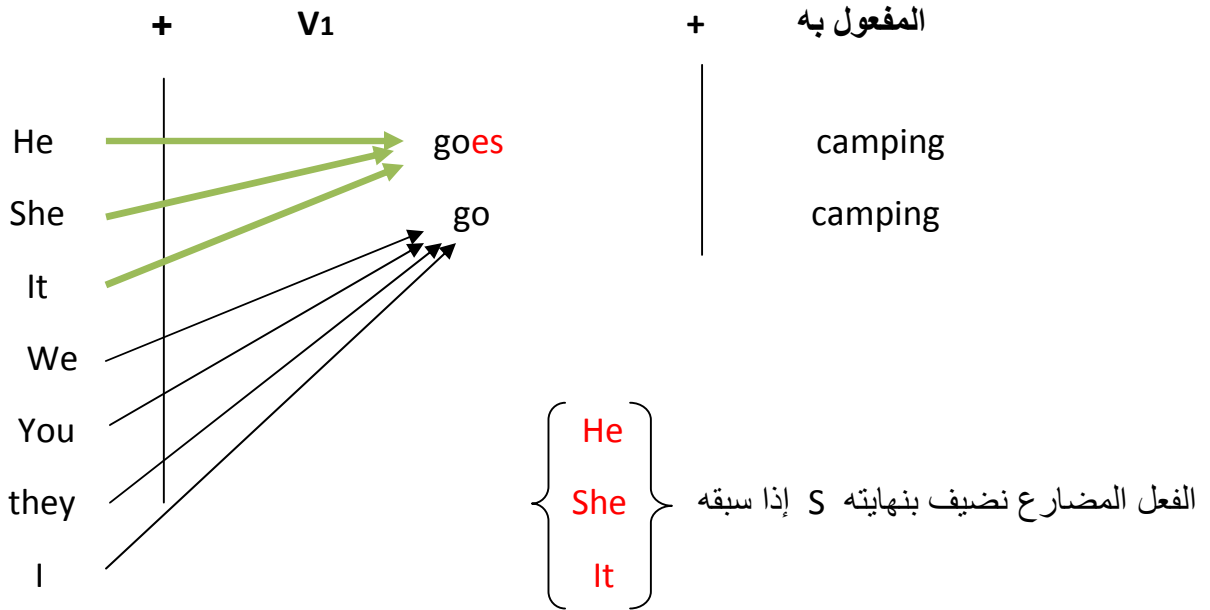 + V1 + المفعول به
He goes camping
She go camping
It
We
You He
they She الفعل المضارع نضيف بنهايته S إذا سبقه
I It